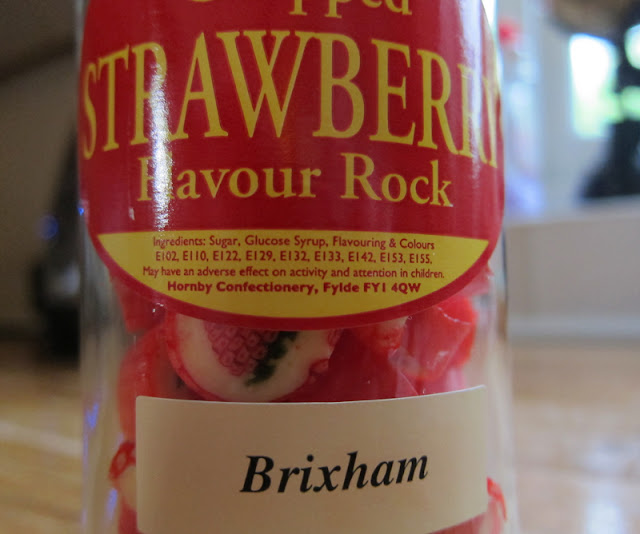 STRAWBERRY
Flavour Rock
Ingredients: Sugar, Glucose Syrup, Flavouring & Colours
E102, E110, E122, E129, E132, E133, E142, E153, E155.
May have an adverse effect on activity and attention in children.
Hornby Confectionery, Fylde FY1 4QW
Brixham